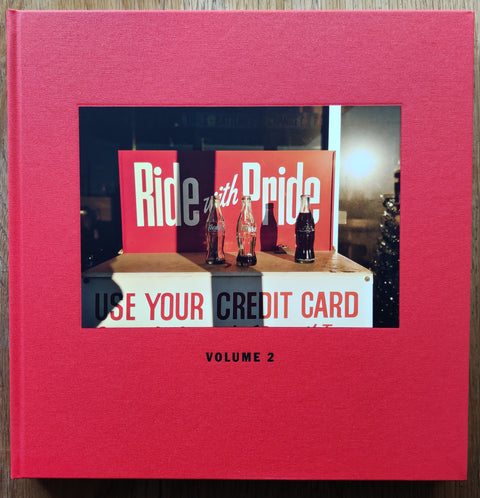 Ride with Pride
USE YOUR CREDIT CARD
VOLUME 2